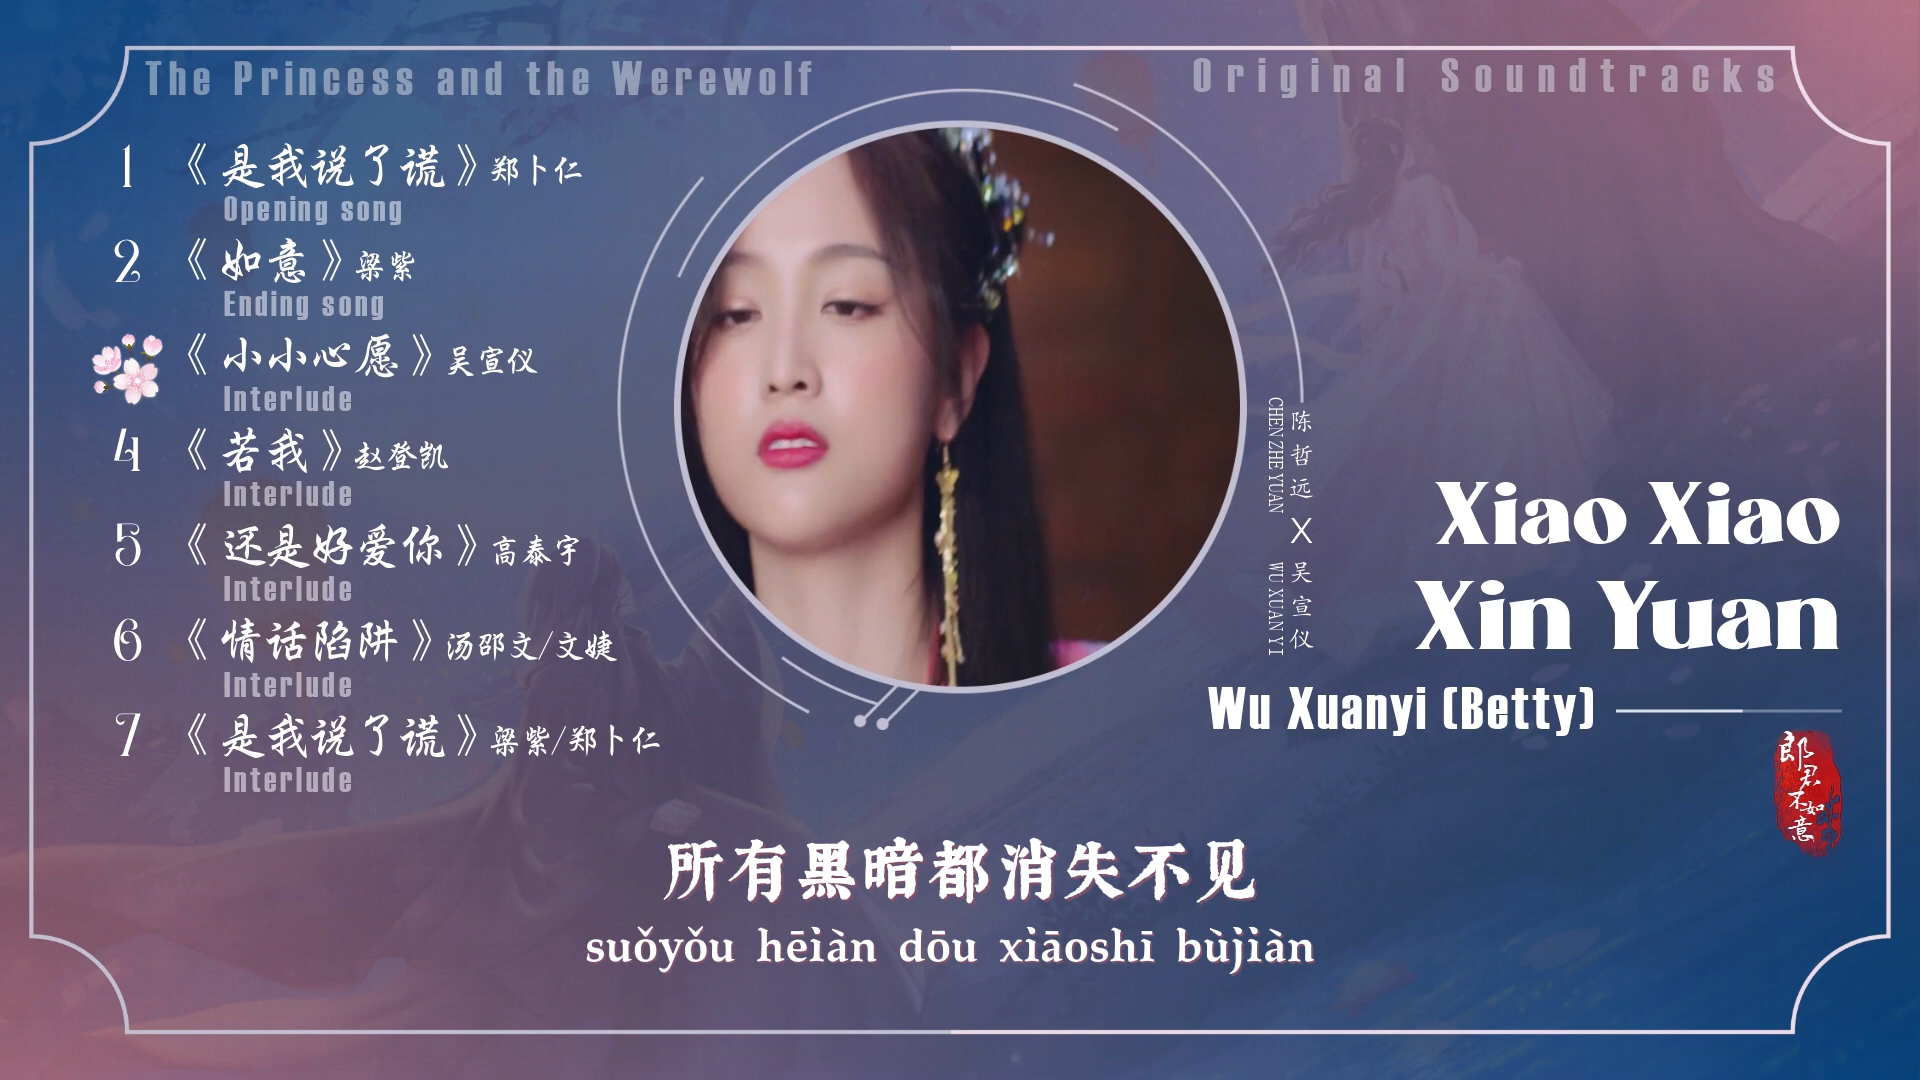 The Princess and the Werewolf
Original Soundtracks
1 《是我说了谎》郑卜仁
Opening song
2 《如意》梁紫
Ending song
《小小心愿》吴宣仪
Interlude
4 《若我》赵登凯
Interlude
5 《还是好爱你》高泰宇
Interlude
6 《情话陷阱》汤邵文/文婕
Interlude
7 《是我说了谎》梁紫/郑卜仁
Interlude
陈哲远 X 吴宣仪
CHEN ZHE YUAN WU XUAN YI
Xiao Xiao
Xin Yuan
Wu Xuanyi (Betty)
郎君不如意
所有黑暗都消失不见
suǒyǒu hēiàn dōu xiāoshī bùjiàn